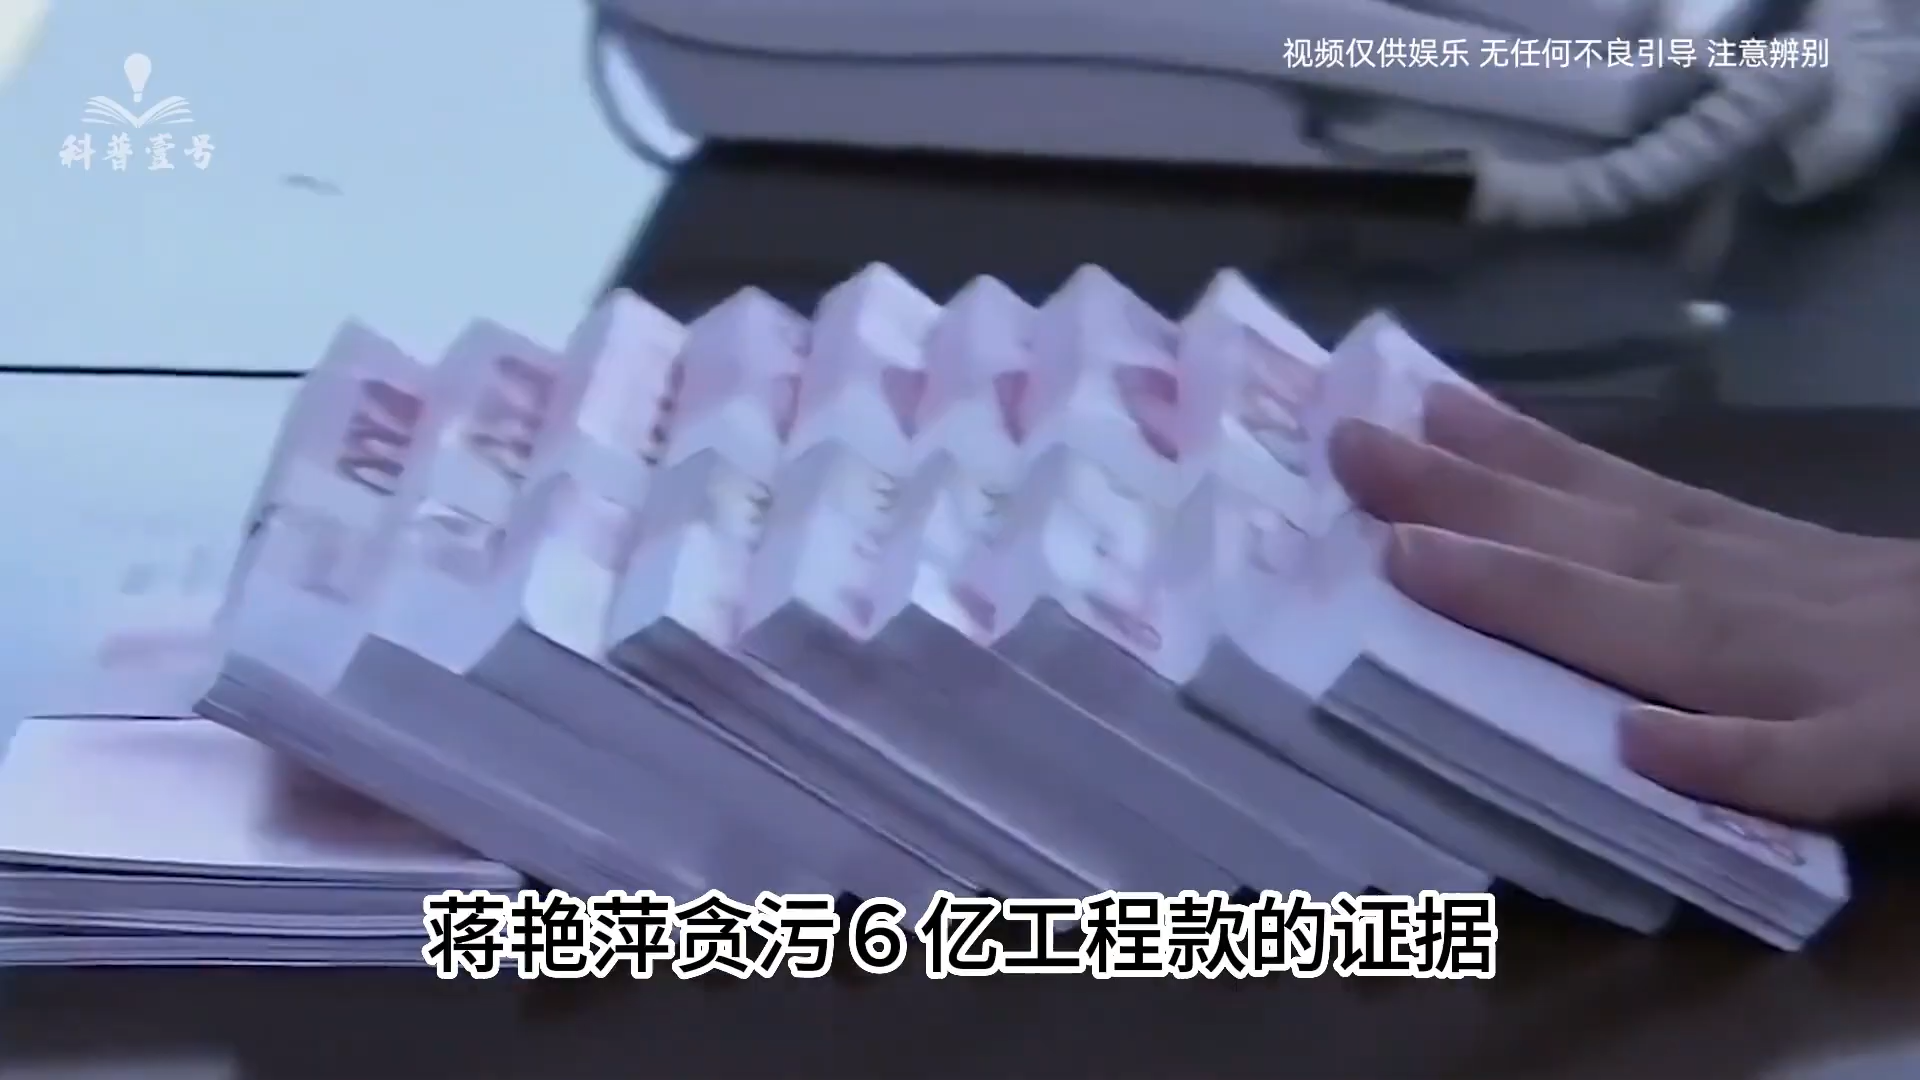 视频仅供娱乐 无任何不良引导 注意辨别
科普壹号
蒋艳萍贪污6亿工程款的证据